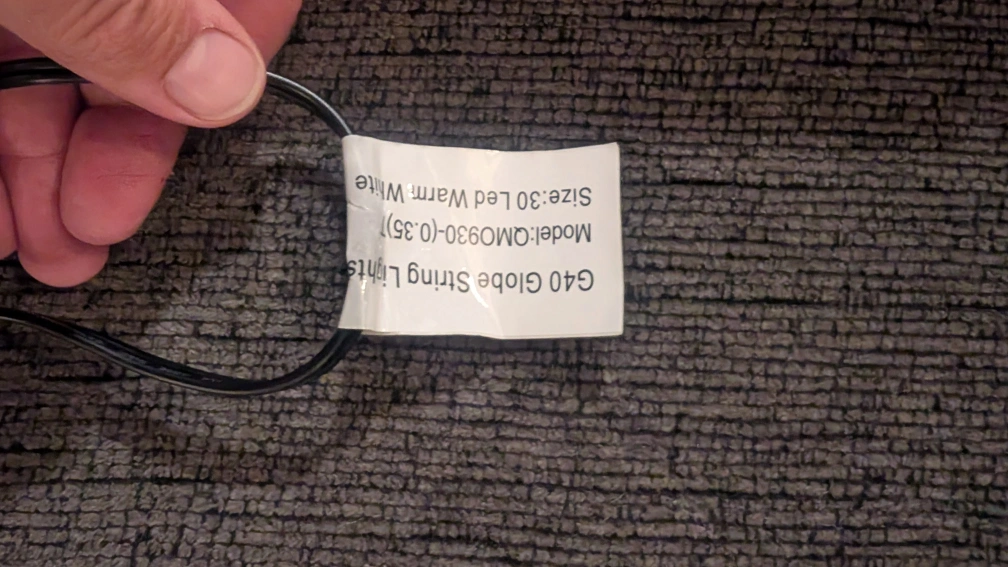 G40 Globe String Lights
Model:QMO930-(0.35)
Size:30 Led Warm White